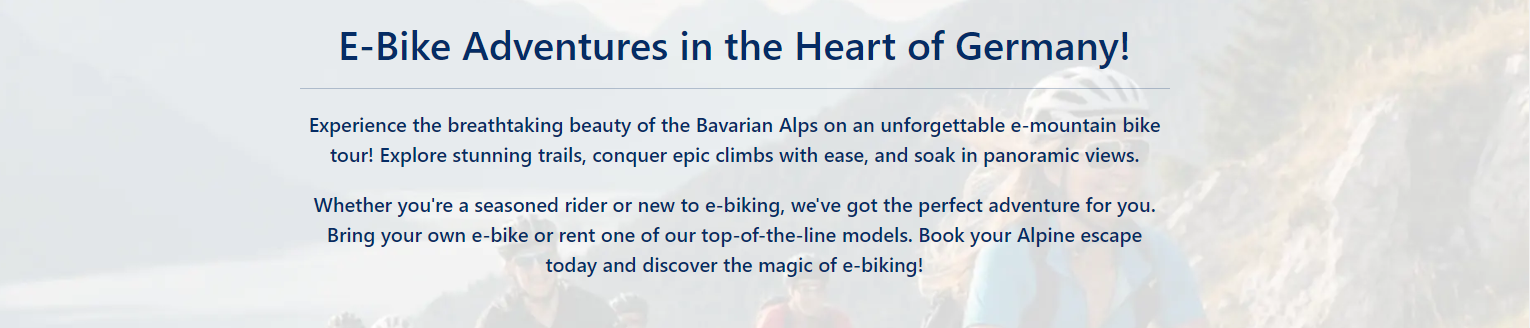 E-Bike Adventures in the Heart of Germany!
Experience the breathtaking beauty of the Bavarian Alps on an unforgettable e-mountain bike
tour! Explore stunning trails, conquer epic climbs with ease, and soak in panoramic views.
Whether you're a seasoned rider or new to e-biking, we've got the perfect adventure for you.
Bring your own e-bike or rent one of our top-of-the-line models. Book your Alpine escape
today and discover the magic of e-biking!